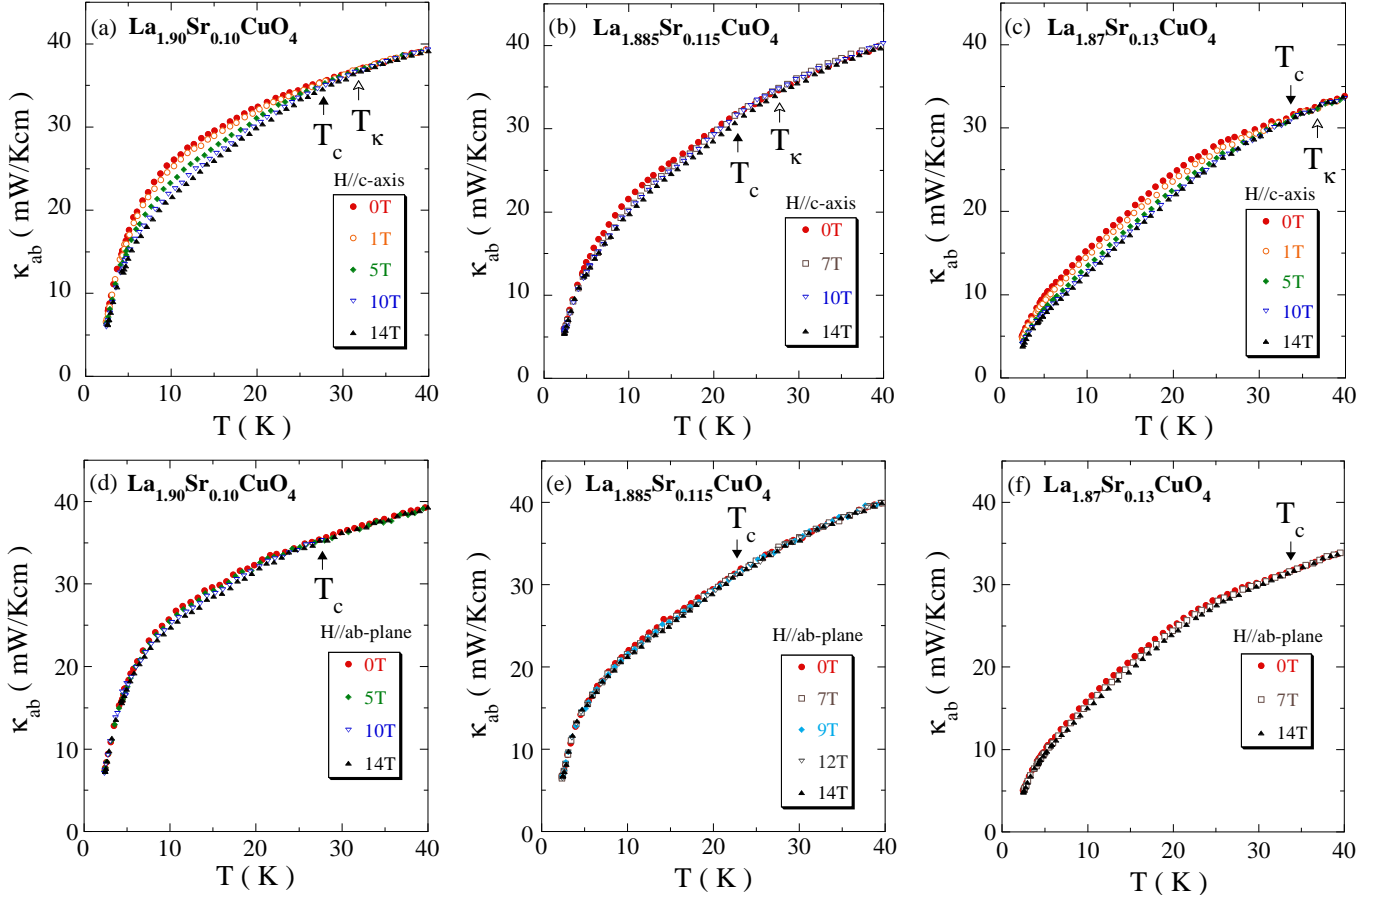 (a) La1.90Sr0.10CuO4
κab ( mW/Kcm )
40
30
20
10
0
Tc
Tκ
H//c-axis
0T
1T
5T
10T
14T
0 10 20 30 40
T ( K )
(b) La1.885Sr0.115CuO4
κab ( mW/Kcm )
40
30
20
10
0
Tκ
Tc
H//c-axis
0T
7T
10T
14T
0 10 20 30 40
T ( K )
(c) La1.87Sr0.13CuO4
κab ( mW/Kcm )
40
30
20
10
0
Tc
Tκ
H//c-axis
0T
1T
5T
10T
14T
0 10 20 30 40
T ( K )
(d) La1.90Sr0.10CuO4
κab ( mW/Kcm )
40
30
20
10
0
Tc
H//ab-plane
0T
5T
10T
14T
0 10 20 30 40
T ( K )
(e) La1.885Sr0.115CuO4
κab ( mW/Kcm )
40
30
20
10
0
Tc
H//ab-plane
0T
7T
9T
12T
14T
0 10 20 30 40
T ( K )
(f) La1.87Sr0.13CuO4
κab ( mW/Kcm )
40
30
20
10
0
Tc
H//ab-plane
0T
7T
14T
0 10 20 30 40
T ( K )